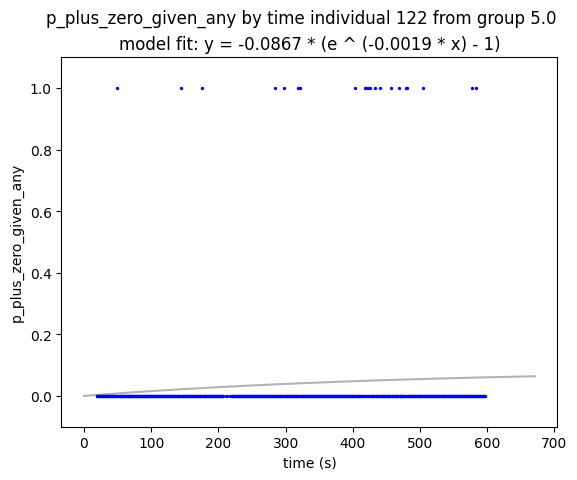 p_plus_zero_given_any by time individual 122 from group 5.0
model fit: y = -0.0867 * (e ^ (-0.0019 * x) - 1)
1.0
0.8
0.6
0.4
0.2
0.0
p_plus_zero_given_any
0 100 200 300 400 500 600 700
time (s)